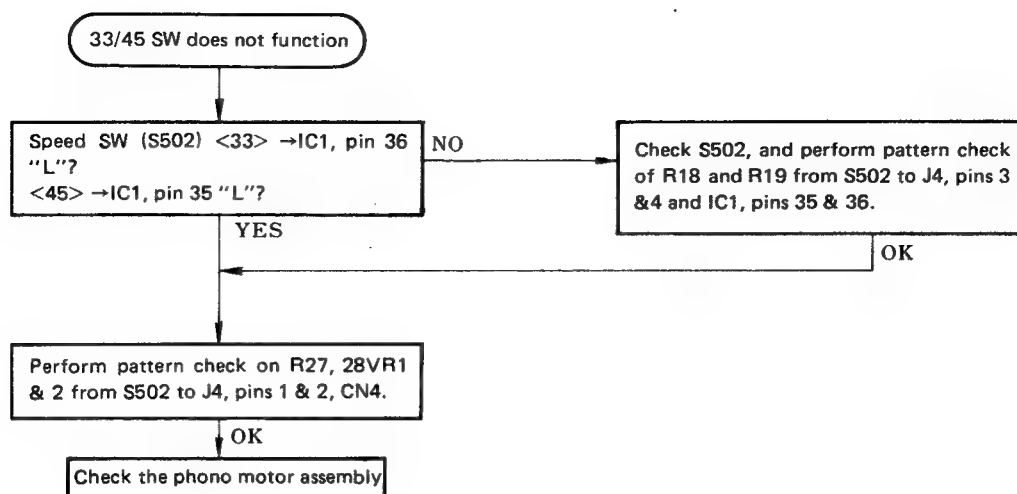 33/45 SW does not function
Speed SW (S502) <33> →IC1, pin 36
"L"?
<45> →IC1, pin 35 "L"?
NO
Check S502, and perform pattern check
of R18 and R19 from S502 to J4, pins 3
&4 and IC1, pins 35 & 36.
YES
OK
Perform pattern check on R27, 28VR1
& 2 from S502 to J4, pins 1 & 2, CN4.
OK
Check the phono motor assembly